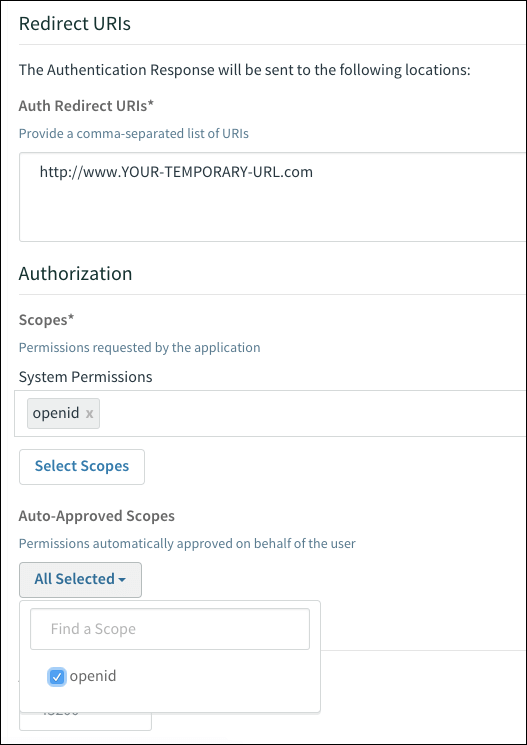 Redirect URIs
The Authentication Response will be sent to the following locations:
Auth Redirect URIs*
Provide a comma-separated list of URIs
http://www.YOUR-TEMPORARY-URL.com
Authorization
Scopes*
Permissions requested by the application
System Permissions
openid x
Select Scopes
Auto-Approved Scopes
Permissions automatically approved on behalf of the user
All Selected
Find a Scope
openid